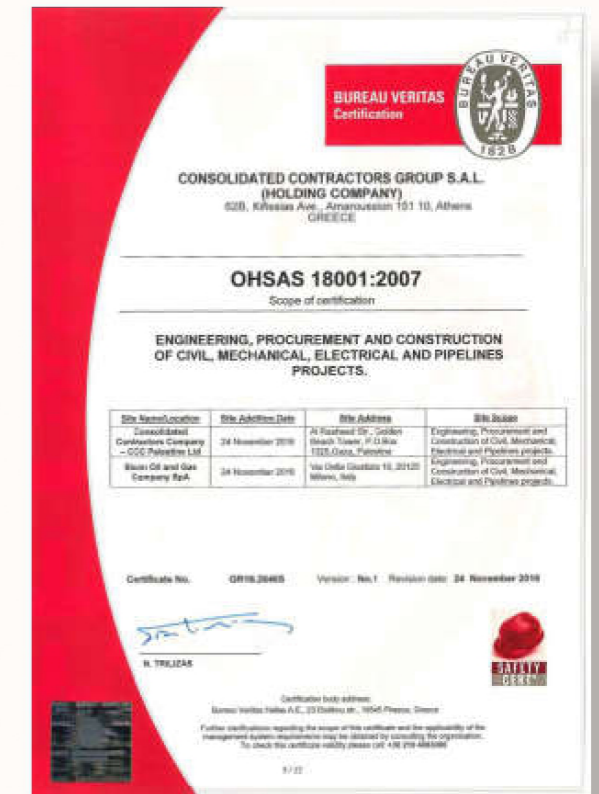 BUREAU VERITAS
Certification
BUREAU VERITAS
1828
CONSOLIDATED CONTRACTORS GROUP S.A.L.
(HOLDING COMPANY)
62B, Kifissias Ave., Amaroussion 151 10, Athens
GREECE
OHSAS 18001:2007
Scope of certification
ENGINEERING, PROCUREMENT AND CONSTRUCTION
OF CIVIL, MECHANICAL, ELECTRICAL AND PIPELINES
PROJECTS.
Site Name/Location Site Addition Date Site Address Site Scope
Consolidated Contractors Company – CCC Palestine Ltd
24 November 2016
Al Rasheed Str., Golden Beach Tower, P.O.Box Gaza, Palestine
Engineering, Procurement and Construction of Civil, Mechanical, Electrical and Pipelines projects.
Oil and Gas Company SpA
24 November 2016
Via 10, 20125 Milano, Italy
Engineering, Procurement and Construction of Civil, Mechanical, Electrical and Pipelines projects.
Certificate No. Version: No.1 Revision date: 24 November 2016
N. TRILIZAS
SAFETY
Certification body address:
Bureau Veritas Hellas A.E., 18545 Piraeus, Greece
Further clarifications regarding the scope of this certificate and the applicability of the
management system requirements may be obtained by consulting the organisation.
To check this certificate validity please call: